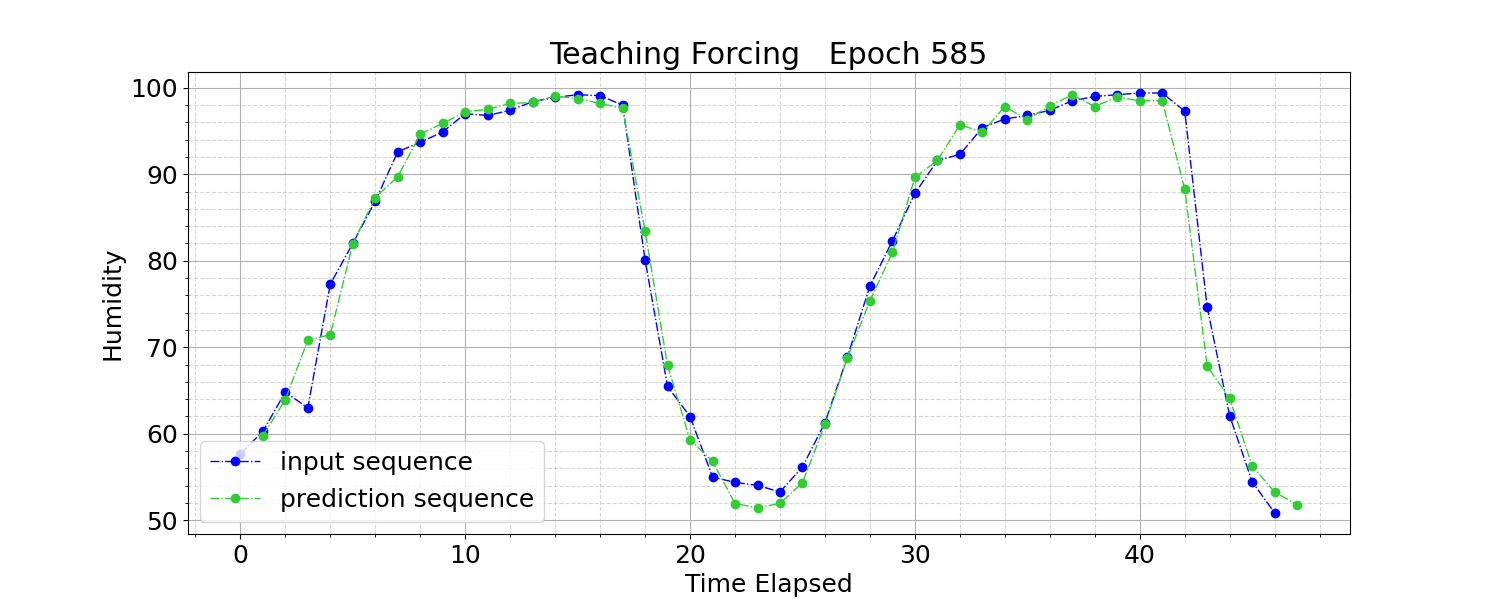 Teaching Forcing   Epoch 585
100
90
80
70
60
50
Humidity
input sequence
prediction sequence
0 10 20 30 40
Time Elapsed